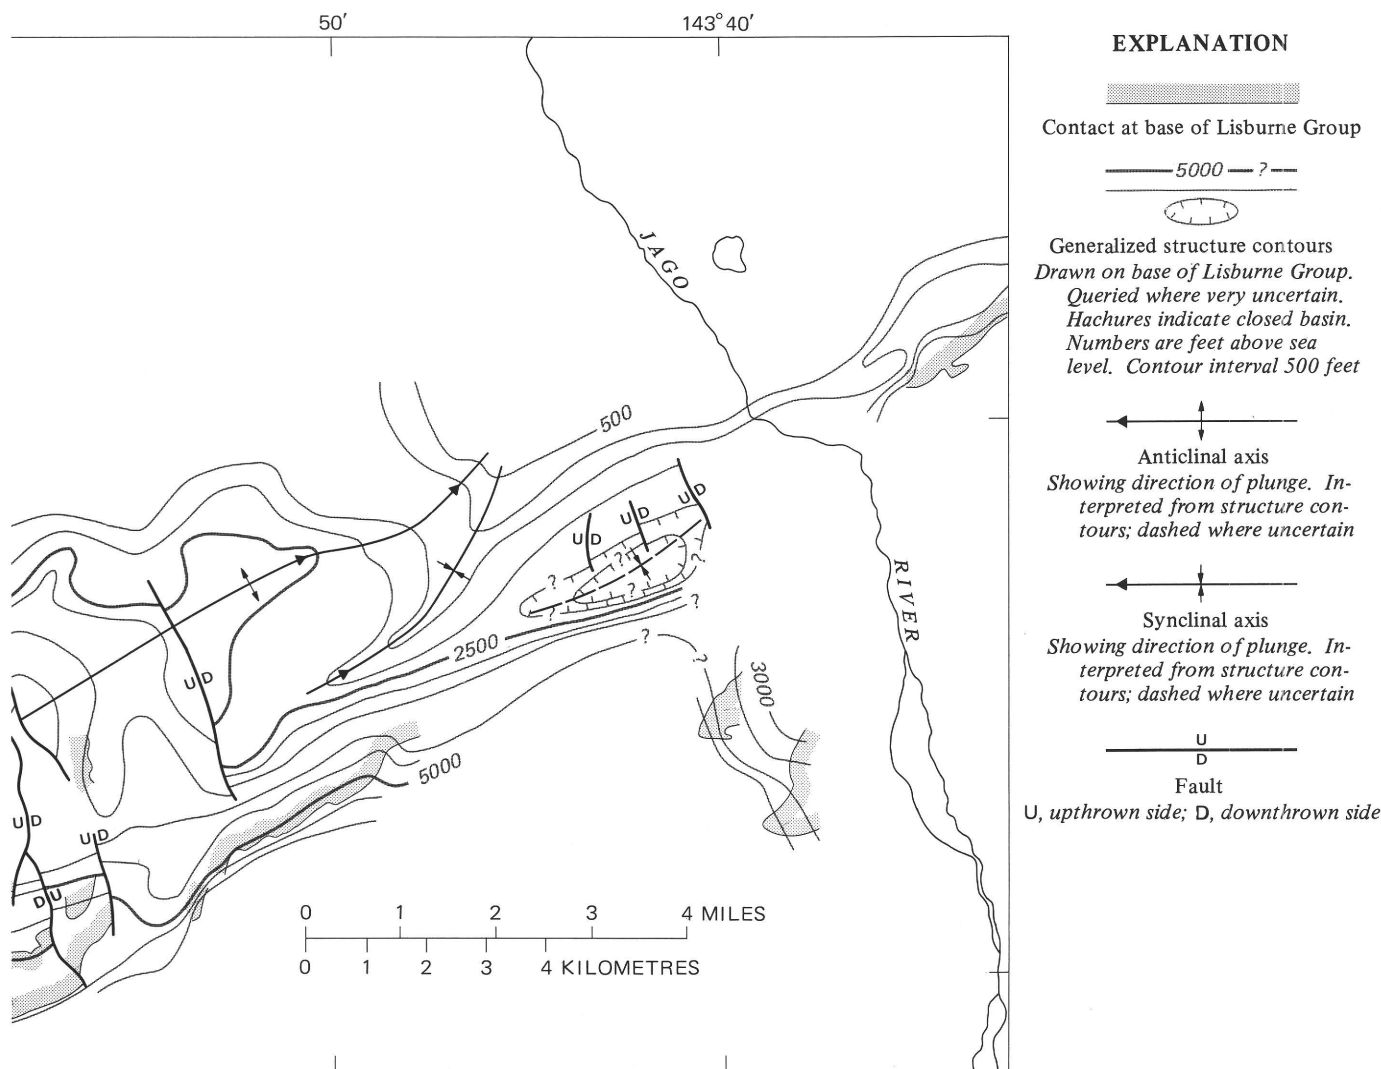 50′
143°40′
JAGO
500
U D
U D
U D
?
?
?
?
?
?
?
2500
?
?
3000
RIVER
U D
5000
U D
U D
D U
0 1 2 3 4 MILES
0 1 2 3 4 KILOMETRES
EXPLANATION
Contact at base of Lisburne Group
5000 ?
Generalized structure contours
Drawn on base of Lisburne Group.
Queried where very uncertain.
Hachures indicate closed basin.
Numbers are feet above sea
level. Contour interval 500 feet
Anticlinal axis
Showing direction of plunge. In-
terpreted from structure con-
tours; dashed where uncertain
Synclinal axis
Showing direction of plunge. In-
terpreted from structure con-
tours; dashed where uncertain
U
D
Fault
U, upthrown side; D, downthrown side